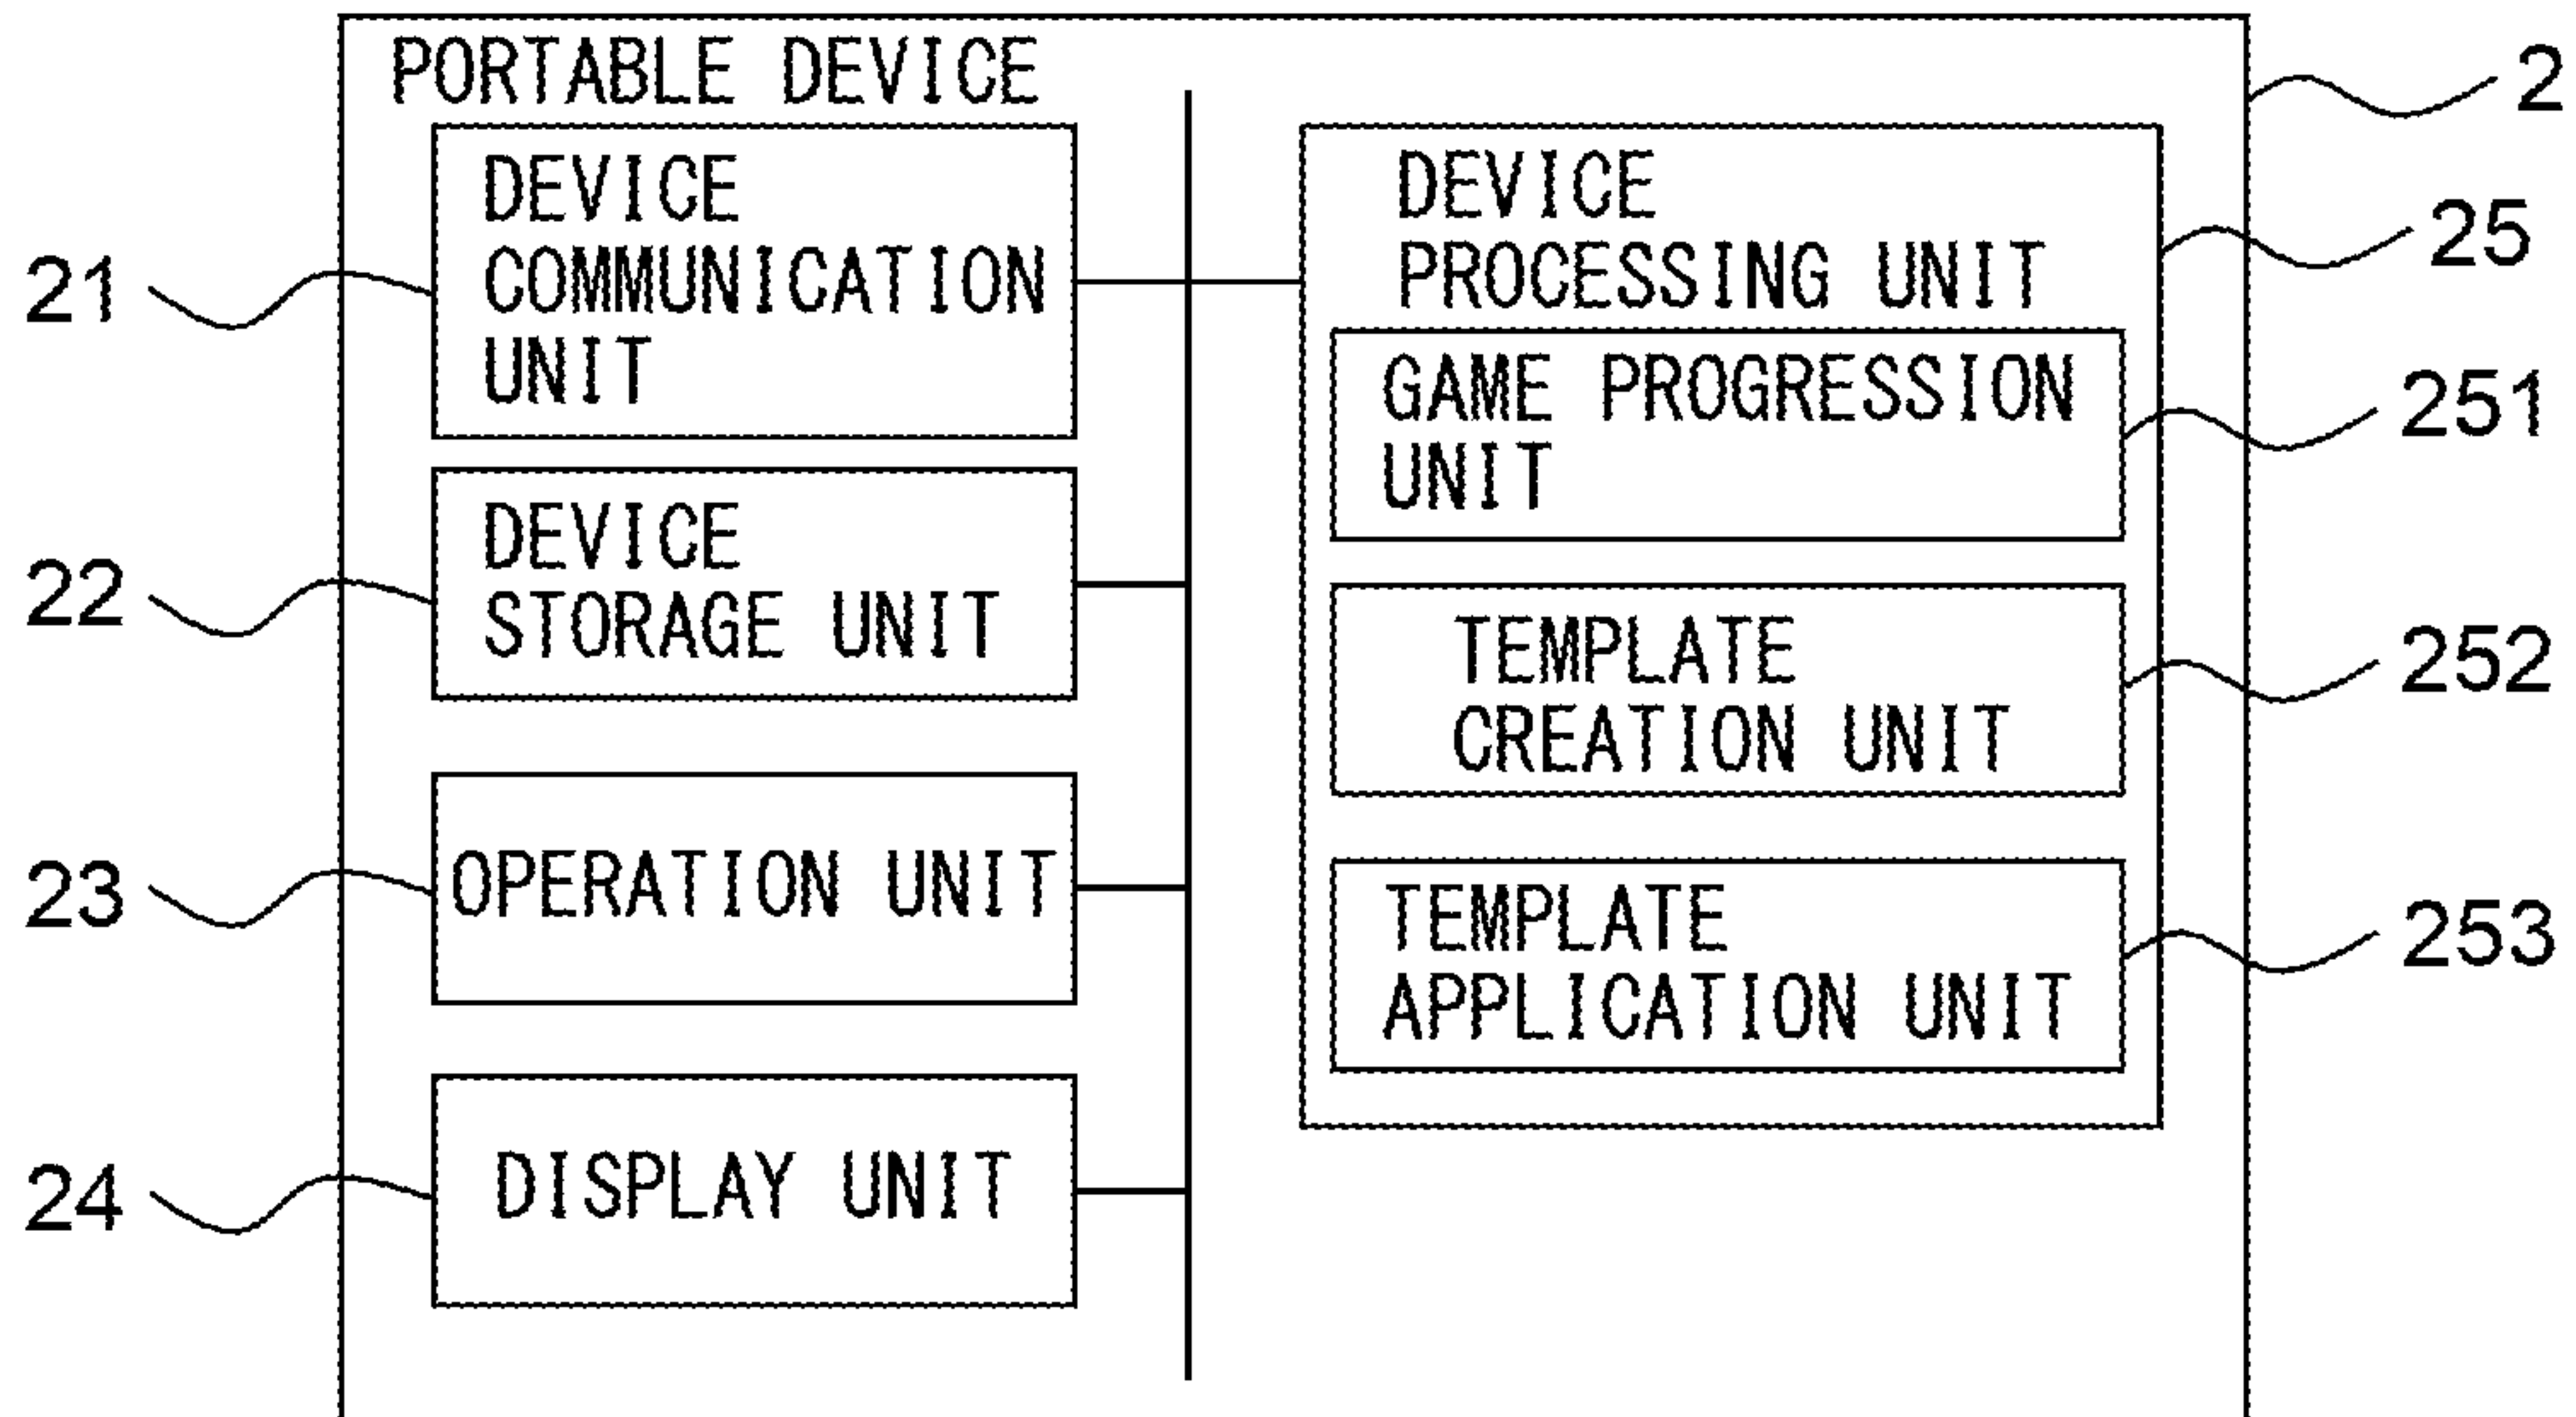 PORTABLE DEVICE
2
21
DEVICE
COMMUNICATION
UNIT
22
DEVICE
STORAGE UNIT
23
OPERATION UNIT
24
DISPLAY UNIT
DEVICE
PROCESSING UNIT
25
GAME PROGRESSION
UNIT
251
TEMPLATE
CREATION UNIT
252
TEMPLATE
APPLICATION UNIT
253